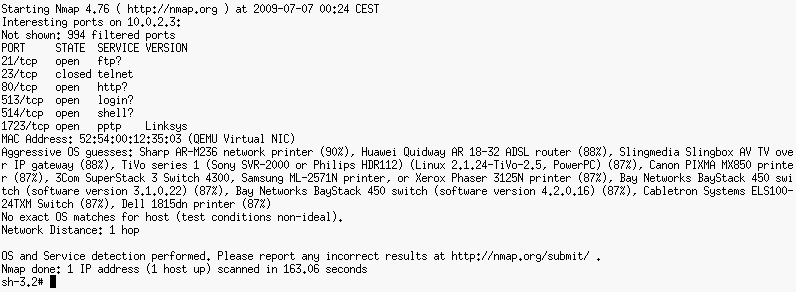 Starting Nmap 4.76 ( http://nmap.org ) at 2009-07-07 00:24 CEST
Interesting ports on 10.0.2.3:
Not shown: 994 filtered ports
PORT     STATE  SERVICE VERSION
21/tcp   open   ftp?
23/tcp   closed telnet
80/tcp   open   http?
513/tcp  open   login?
514/tcp  open   shell?
1723/tcp open   pptp    Linksys
MAC Address: 52:54:00:12:35:03 (QEMU Virtual NIC)
Aggressive OS guesses: Sharp AR-M236 network printer (90%), Huawei Quidway AR 18-32 ADSL router (88%), Slingmedia Slingbox AV TV ove
r IP gateway (88%), TiVo series 1 (Sony SVR-2000 or Philips HDR112) (Linux 2.1.24-TiVo-2.5, PowerPC) (87%), Canon PIXMA MX850 printe
r (87%), 3Com SuperStack 3 Switch 4300, Samsung ML-2571N printer, or Xerox Phaser 3125N printer (87%), Bay Networks BayStack 450 swi
tch (software version 3.1.0.22) (87%), Bay Networks BayStack 450 switch (software version 4.2.0.16) (87%), Cabletron Systems ELS100-
24TXM Switch (87%), Dell 1815dn printer (87%)
No exact OS matches for host (test conditions non-ideal).
Network Distance: 1 hop
OS and Service detection performed. Please report any incorrect results at http://nmap.org/submit/ .
Nmap done: 1 IP address (1 host up) scanned in 163.06 seconds
sh-3.2#